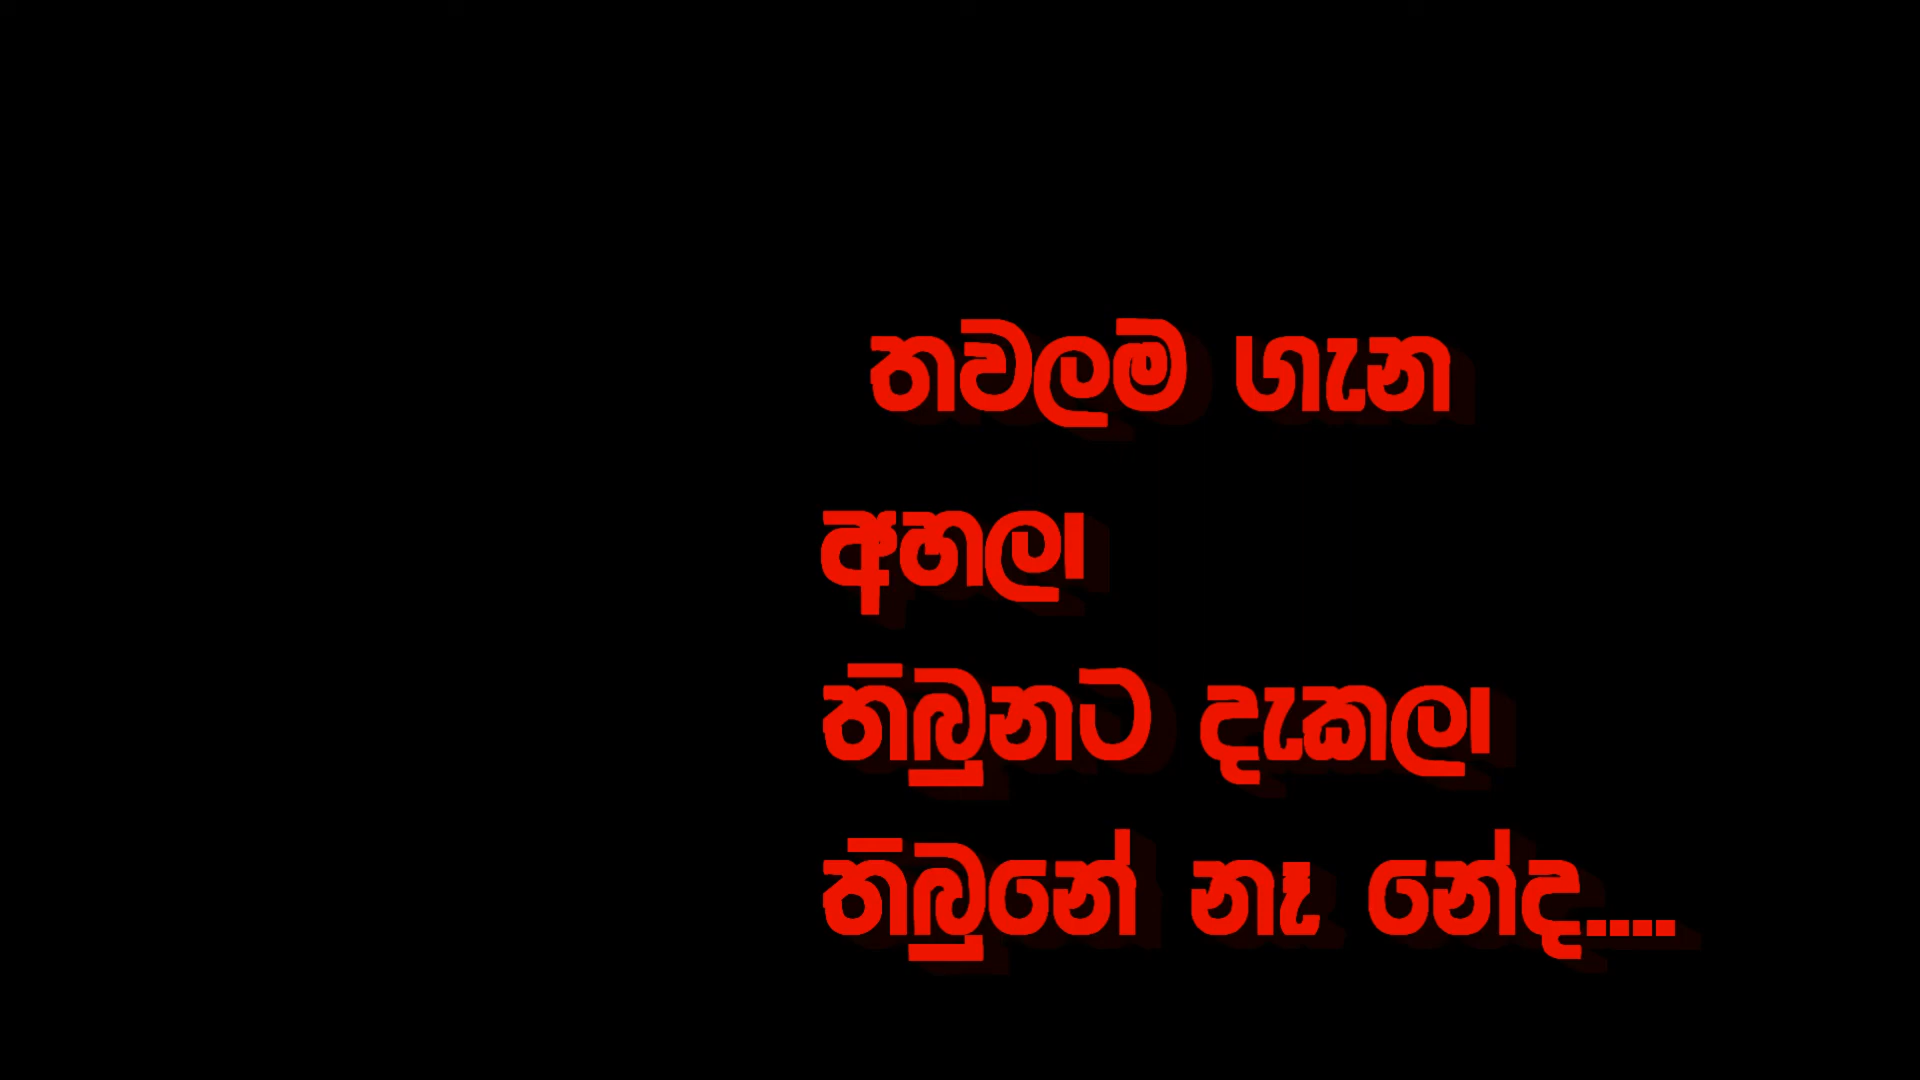 තවලම ගැන
අහලා
තිබුනට දැකලා
තිබුනේ නෑ නේද....